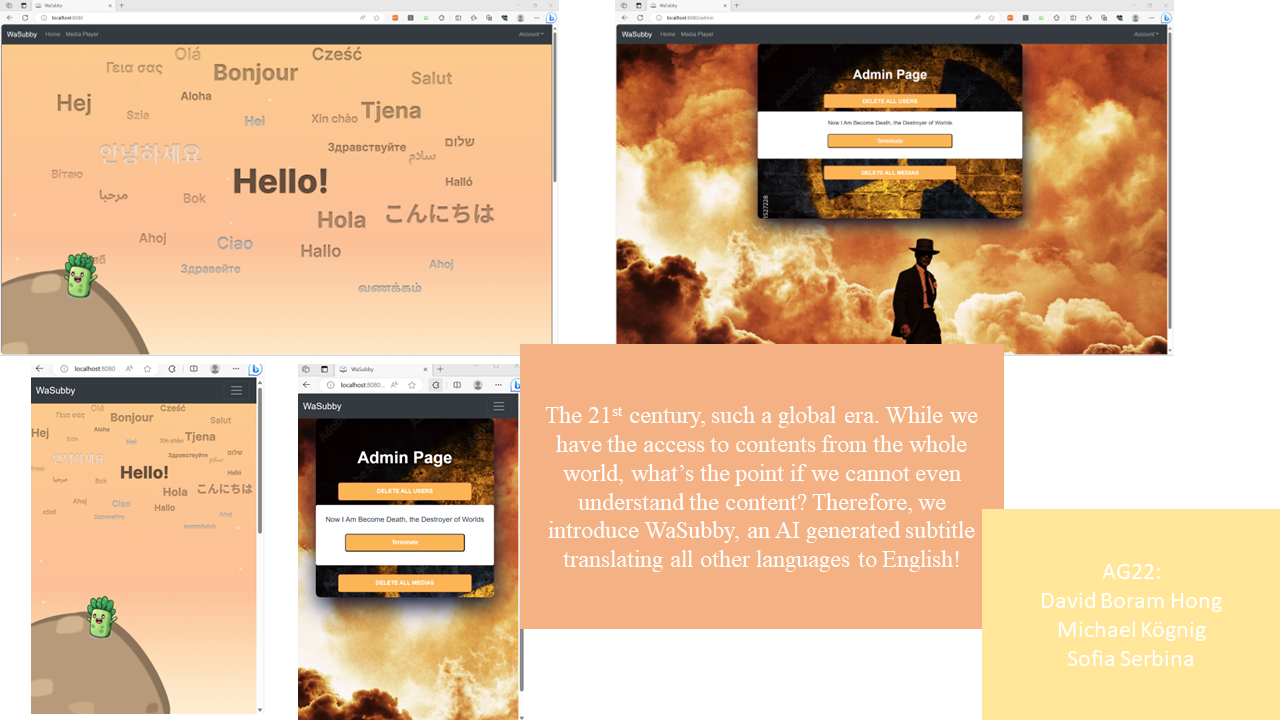 WaSubby
localhost:8080
WaSubby Home Media Player Account
Olá
Cześć
Γεια σας
Bonjour
Salut
Hej
Aloha
Tjena
Szia
Hei
Xin chào
안녕하세요
Здравствуйте
שלום
سلام
Вітаю
Hello!
Halló
مرحبا
Bok
Hola
こんにちは
Ahoj
Ciao
Hallo
Здравейте
Ahoj
வணக்கம்
WaSubby
localhost:8080/admin
WaSubby Home Media Player Account
Admin Page
DELETE ALL USERS
Now I Am Become Death, the Destroyer of Worlds
Terminate
DELETE ALL MEDIAS
localhost:8080
WaSubby
Γεια σας
Olá
Cześć
Bonjour
Salut
Hej
Aloha
Tjena
Szia
Hei
Xin chào
안녕하세요
Здравствуйте
שלום
سلام
Hello!
Halló
مرحبا
Bok
Hola
こんにちは
Ahoj
Ciao
Hallo
Здравейте
Ahoj
வணக்கம்
WaSubby
localhost:8080...
WaSubby
Admin Page
DELETE ALL USERS
Now I Am Become Death, the Destroyer of Worlds
Terminate
DELETE ALL MEDIAS
The 21st century, such a global era. While we
have the access to contents from the whole
world, what’s the point if we cannot even
understand the content? Therefore, we
introduce WaSubby, an AI generated subtitle
translating all other languages to English!
AG22:
David Boram Hong
Michael Kögnig
Sofia Serbina